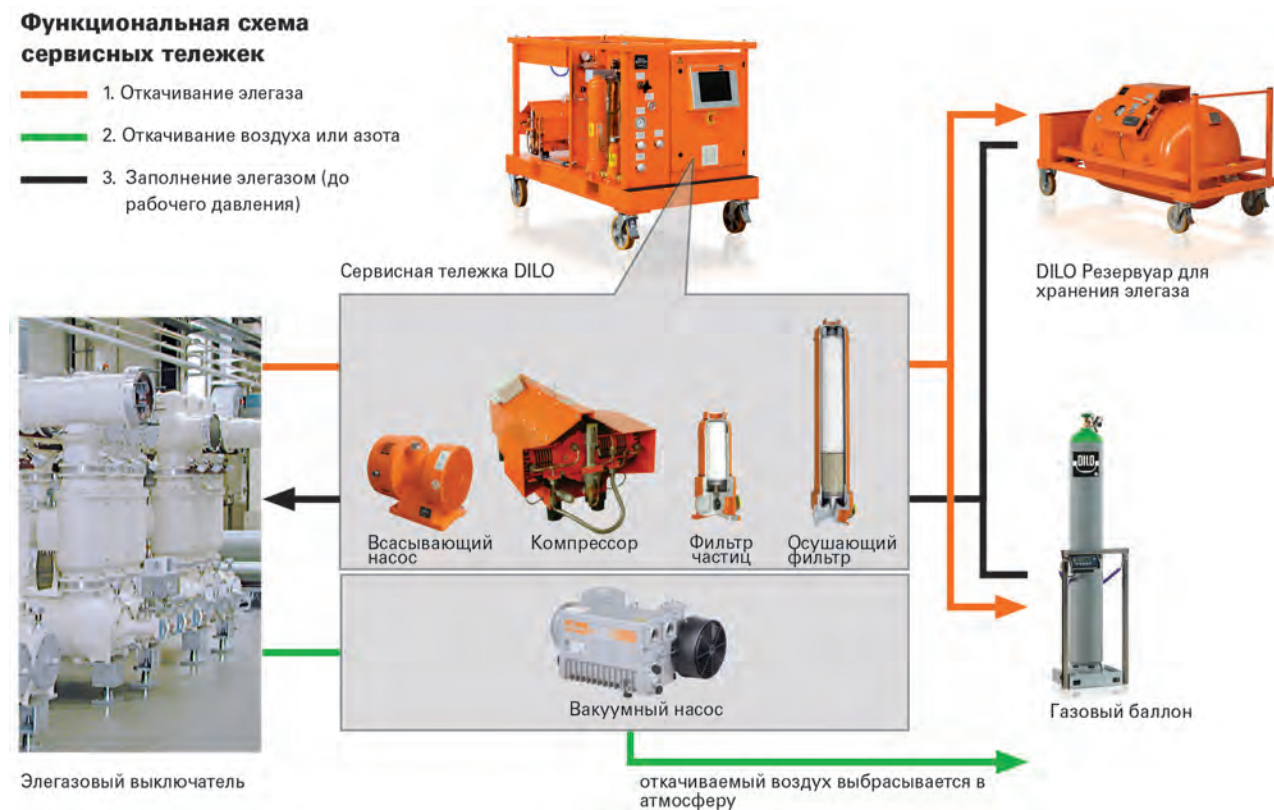 Функциональная схема
сервисных тележек
1. Откачивание элегаза
2. Откачивание воздуха или азота
3. Заполнение элегазом (до
рабочего давления)
Сервисная тележка DILO
DILO Резервуар для
хранения элегаза
Всасывающий
насос
Компрессор
Фильтр
частиц
Осушающий
фильтр
DILO
Вакуумный насос
Газовый баллон
Элегазовый выключатель
откачиваемый воздух выбрасывается в
атмосферу